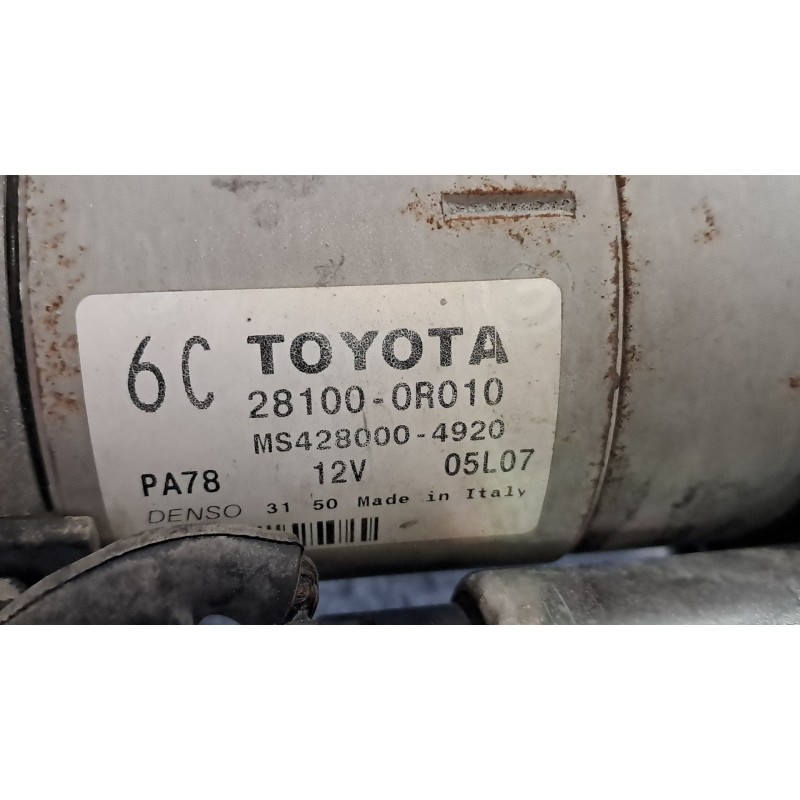 6C TOYOTA
28100-0R010
MS428000-4920
PA78 12V 05L07
DENSO 31 50 Made in Italy